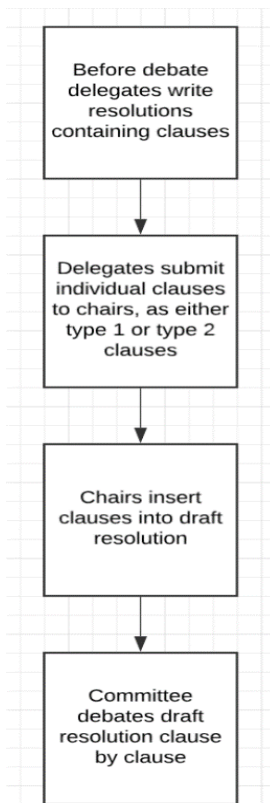 Before debate
delegates write
resolutions
containing clauses
Delegates submit
individual clauses
to chairs, as either
type 1 or type 2
clauses
Chairs insert
clauses into draft
resolution
Committee
debates draft
resolution clause
by clause